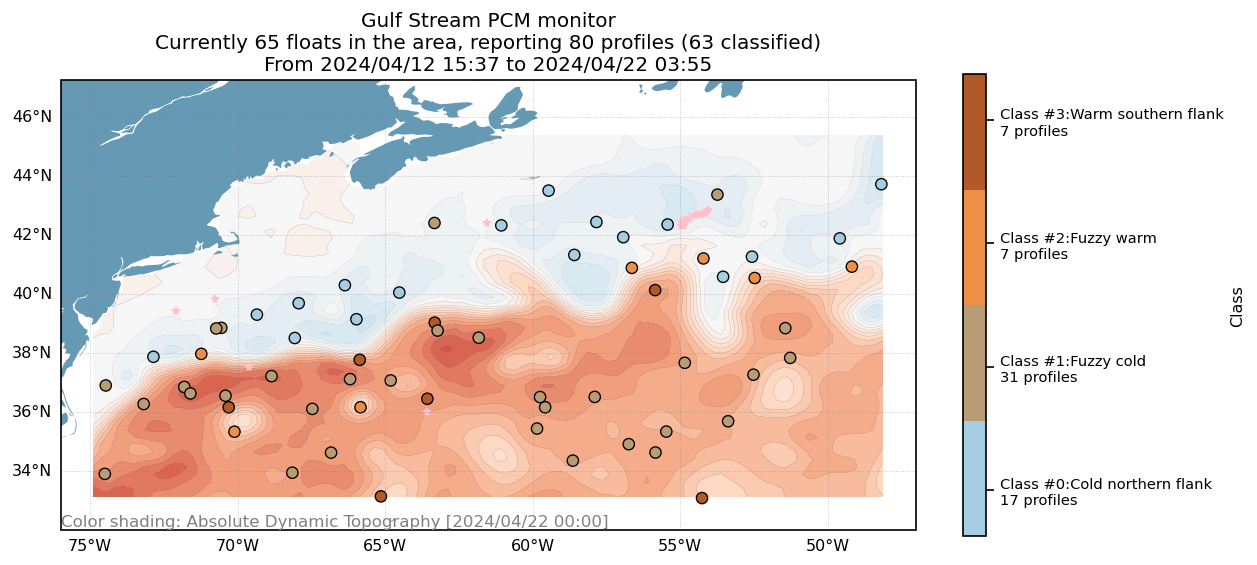 Gulf Stream PCM monitor
Currently 65 floats in the area, reporting 80 profiles (63 classified)
From 2024/04/12 15:37 to 2024/04/22 03:55
46°N
44°N
42°N
40°N
38°N
36°N
34°N
Color shading: Absolute Dynamic Topography [2024/04/22 00:00]
75°W
70°W
65°W
60°W
55°W
50°W
Class #3:Warm southern flank
7 profiles
Class #2:Fuzzy warm
7 profiles
Class #1:Fuzzy cold
31 profiles
Class #0:Cold northern flank
17 profiles
Class